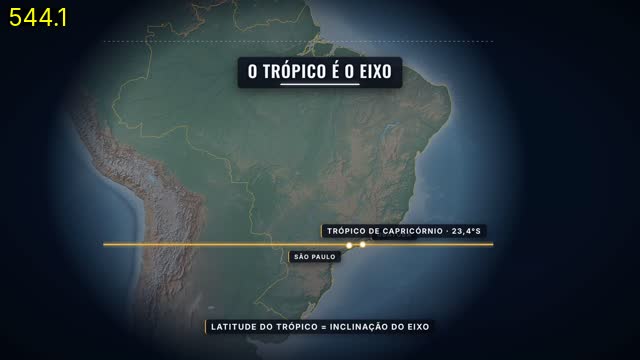 544.1
O TRÓPICO É O EIXO
TRÓPICO DE CAPRICÓRNIO · 23,4°S
SÃO PAULO
LATITUDE DO TRÓPICO = INCLINAÇÃO DO EIXO